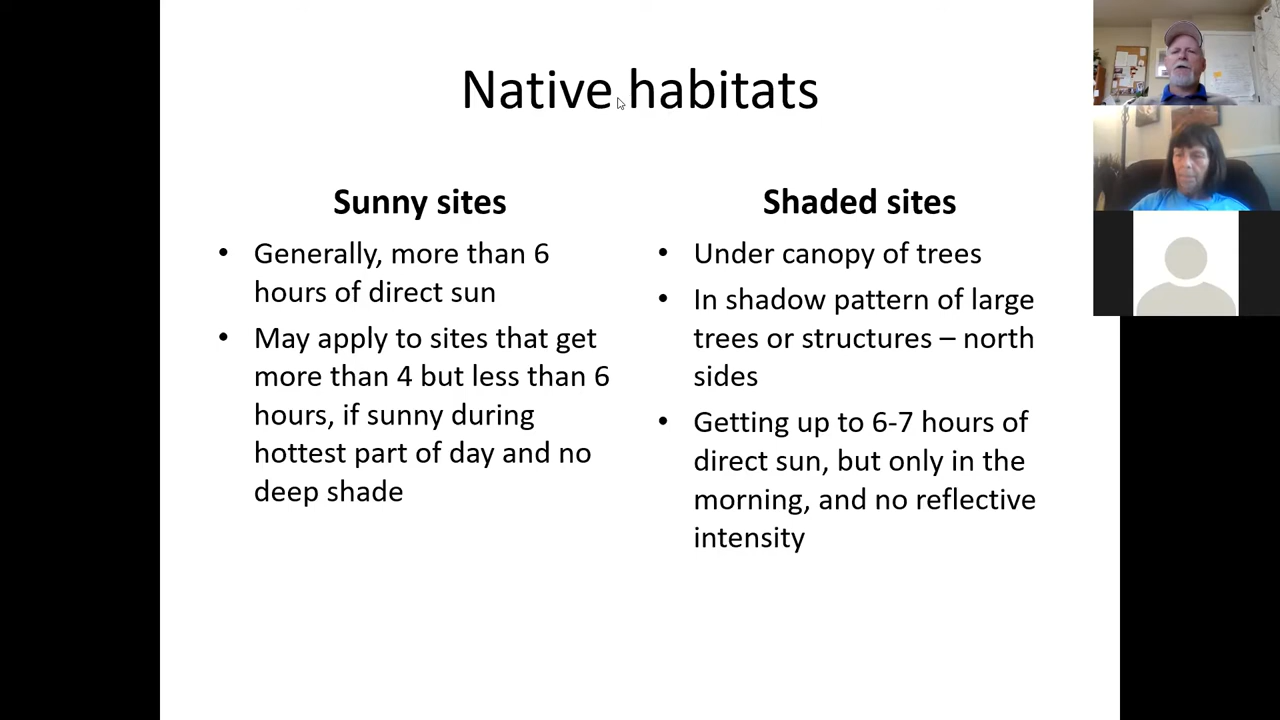 Native habitats
Sunny sites
• Generally, more than 6
hours of direct sun
• May apply to sites that get
more than 4 but less than 6
hours, if sunny during
hottest part of day and no
deep shade
Shaded sites
• Under canopy of trees
• In shadow pattern of large
trees or structures – north
sides
• Getting up to 6-7 hours of
direct sun, but only in the
morning, and no reflective
intensity